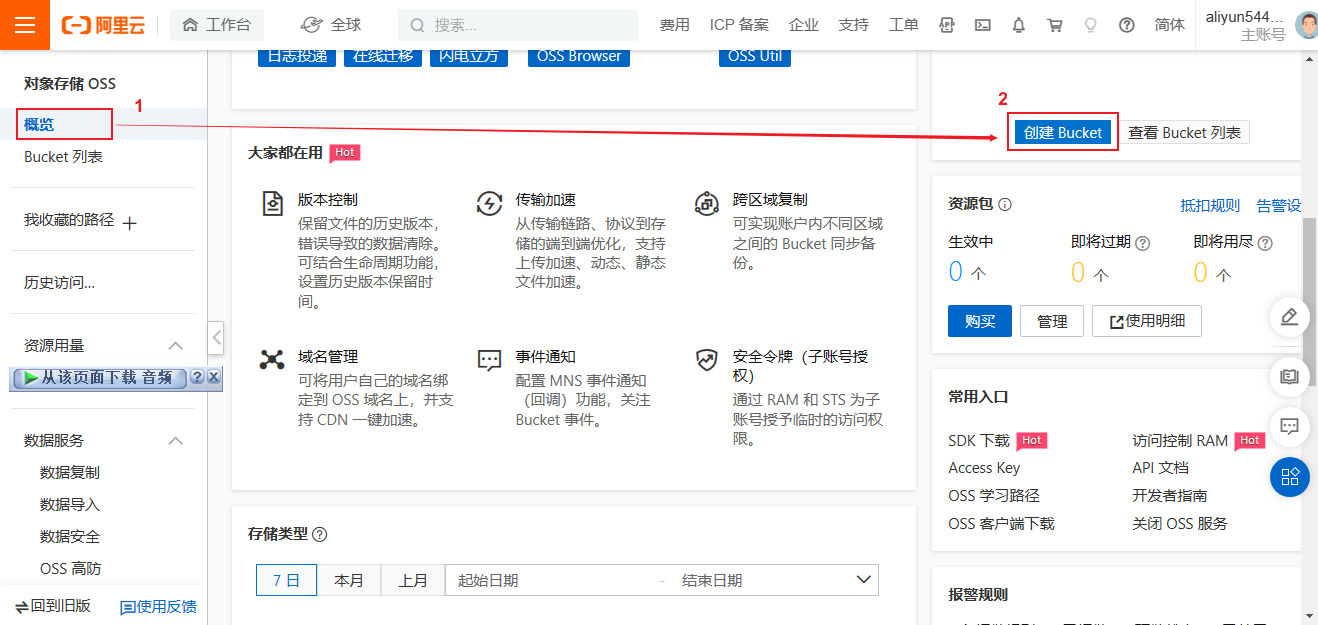 阿里云
工作台
全球
搜索...
费用
ICP 备案
企业
支持
工单
简体
aliyun544...
主账号
对象存储 OSS
概览
1
Bucket 列表
我收藏的路径
历史访问...
资源用量
从该页面下载 音频
数据服务
数据复制
数据导入
数据安全
OSS 高防
回到旧版
使用反馈
日志投递
在线迁移
闪电立方
OSS Browser
OSS Util
大家都在用 Hot
版本控制
保留文件的历史版本，
错误导致的数据清除。
可结合生命周期功能，
设置历史版本保留时
间。
传输加速
从传输链路、协议到存
储的端到端优化，支持
上传加速、动态、静态
文件加速。
跨区域复制
可实现账户内不同区域
之间的 Bucket 同步备
份。
域名管理
可将用户自己的域名绑
定到 OSS 域名上，并支
持 CDN 一键加速。
事件通知
配置 MNS 事件通知
（回调）功能，关注
Bucket 事件。
安全令牌（子账号授
权）
通过 RAM 和 STS 为子
账号授予临时的访问权
限。
存储类型
7 日
本月
上月
起始日期
-
结束日期
2
创建 Bucket
查看 Bucket 列表
资源包
抵扣规则
告警设
生效中
即将过期
即将用尽
0 个
0 个
0 个
购买
管理
使用明细
常用入口
SDK 下载 Hot
访问控制 RAM Hot
Access Key
API 文档
OSS 学习路径
开发者指南
OSS 客户端下载
关闭 OSS 服务
报警规则